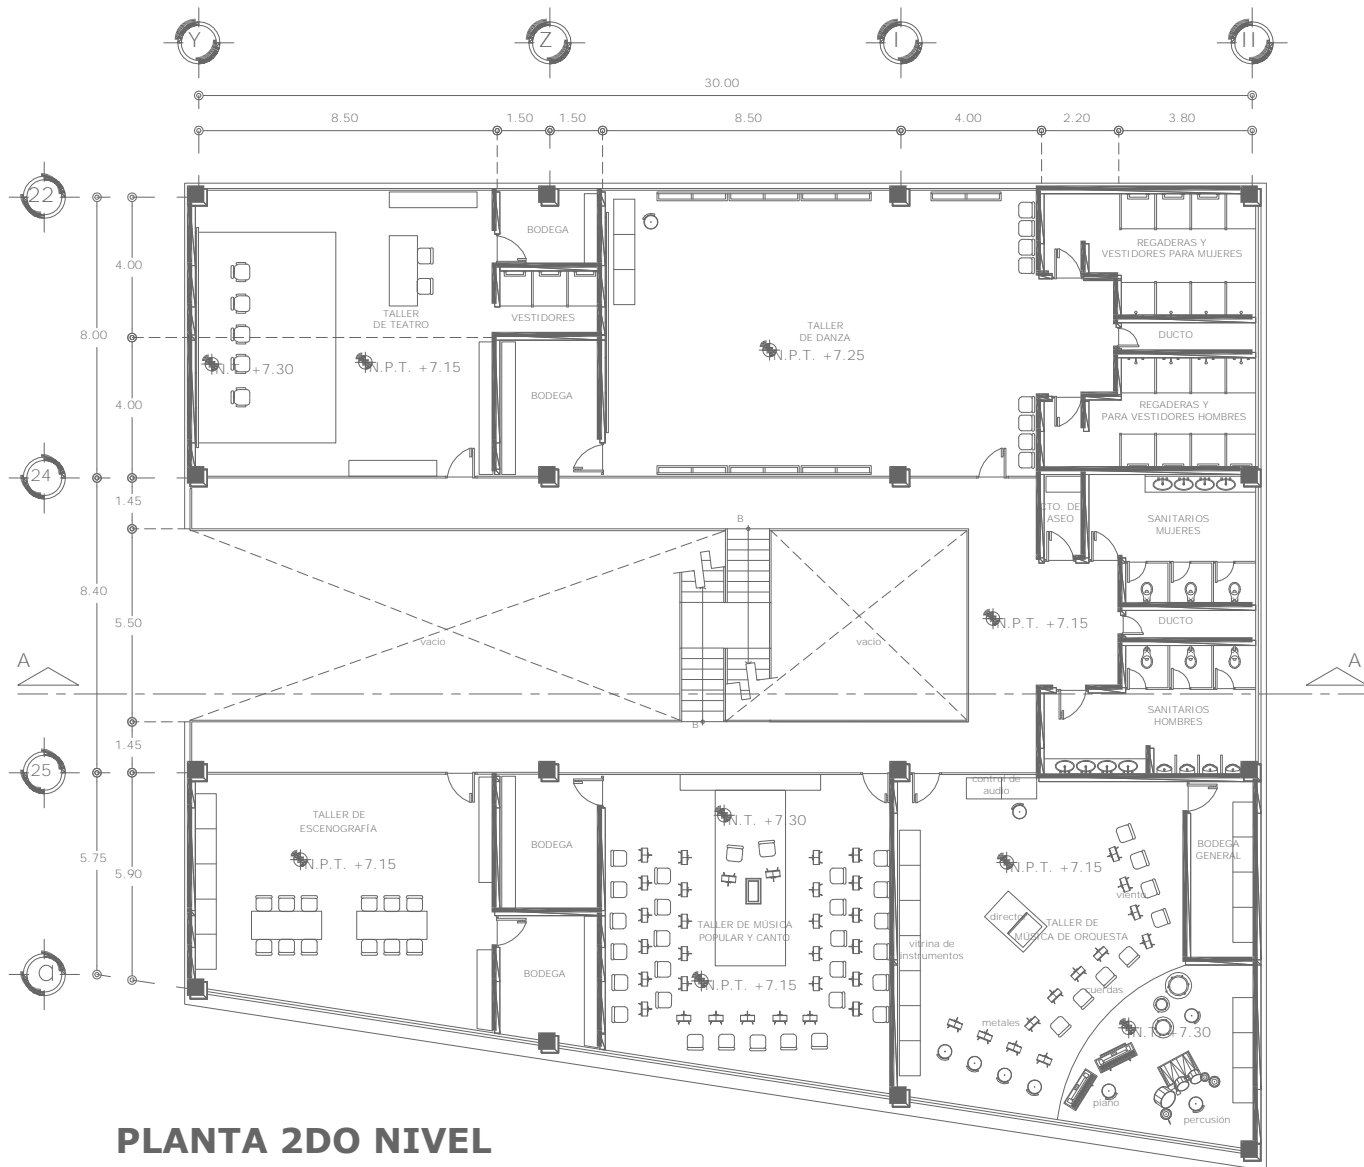 Y
Z
I
II
30.00
8.50
1.50
1.50
8.50
4.00
2.20
3.80
22
24
25
a
4.00
8.00
4.00
1.45
8.40
5.50
1.45
5.75
5.90
BODEGA
VESTIDORES
TALLER
DE TEATRO
N.T. +7.30
N.P.T. +7.15
BODEGA
TALLER
DE DANZA
N.P.T. +7.25
REGADERAS Y
VESTIDORES PARA MUJERES
DUCTO
REGADERAS Y
PARA VESTIDORES HOMBRES
CTO. DE
ASEO
SANITARIOS
MUJERES
B
vacio
vacio
N.P.T. +7.15
DUCTO
A
A
SANITARIOS
HOMBRES
B
TALLER DE
ESCENOGRAFÍA
N.P.T. +7.15
BODEGA
BODEGA
N.T. +7.30
TALLER DE MÚSICA
POPULAR Y CANTO
N.P.T. +7.15
control de
audio
N.P.T. +7.15
BODEGA
GENERAL
viento
director
TALLER DE
MÚSICA DE ORQUESTA
vitrina de
instrumentos
cuerdas
metales
N.T. +7.30
piano
percusión
PLANTA 2DO NIVEL